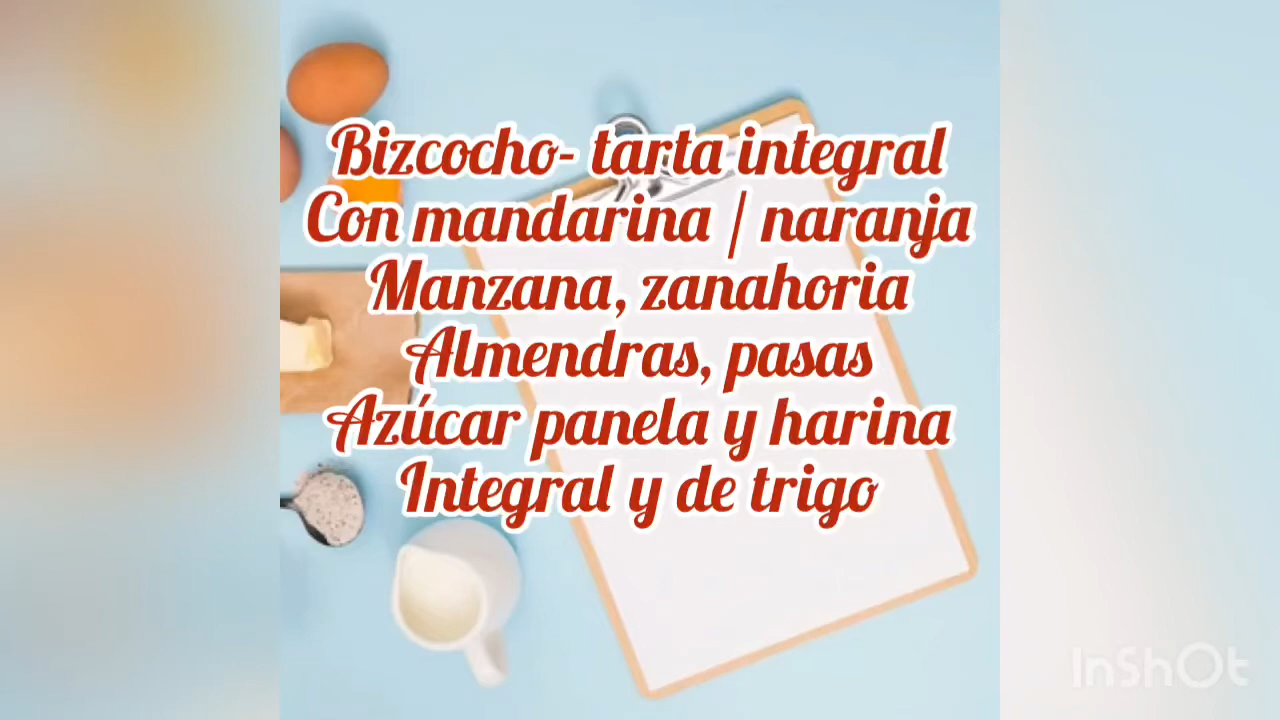 Bizcocho- tarta integral
Con mandarina / naranja
Manzana, zanahoria
Almendras, pasas
Azúcar panela y harina
Integral y de trigo
InShOt